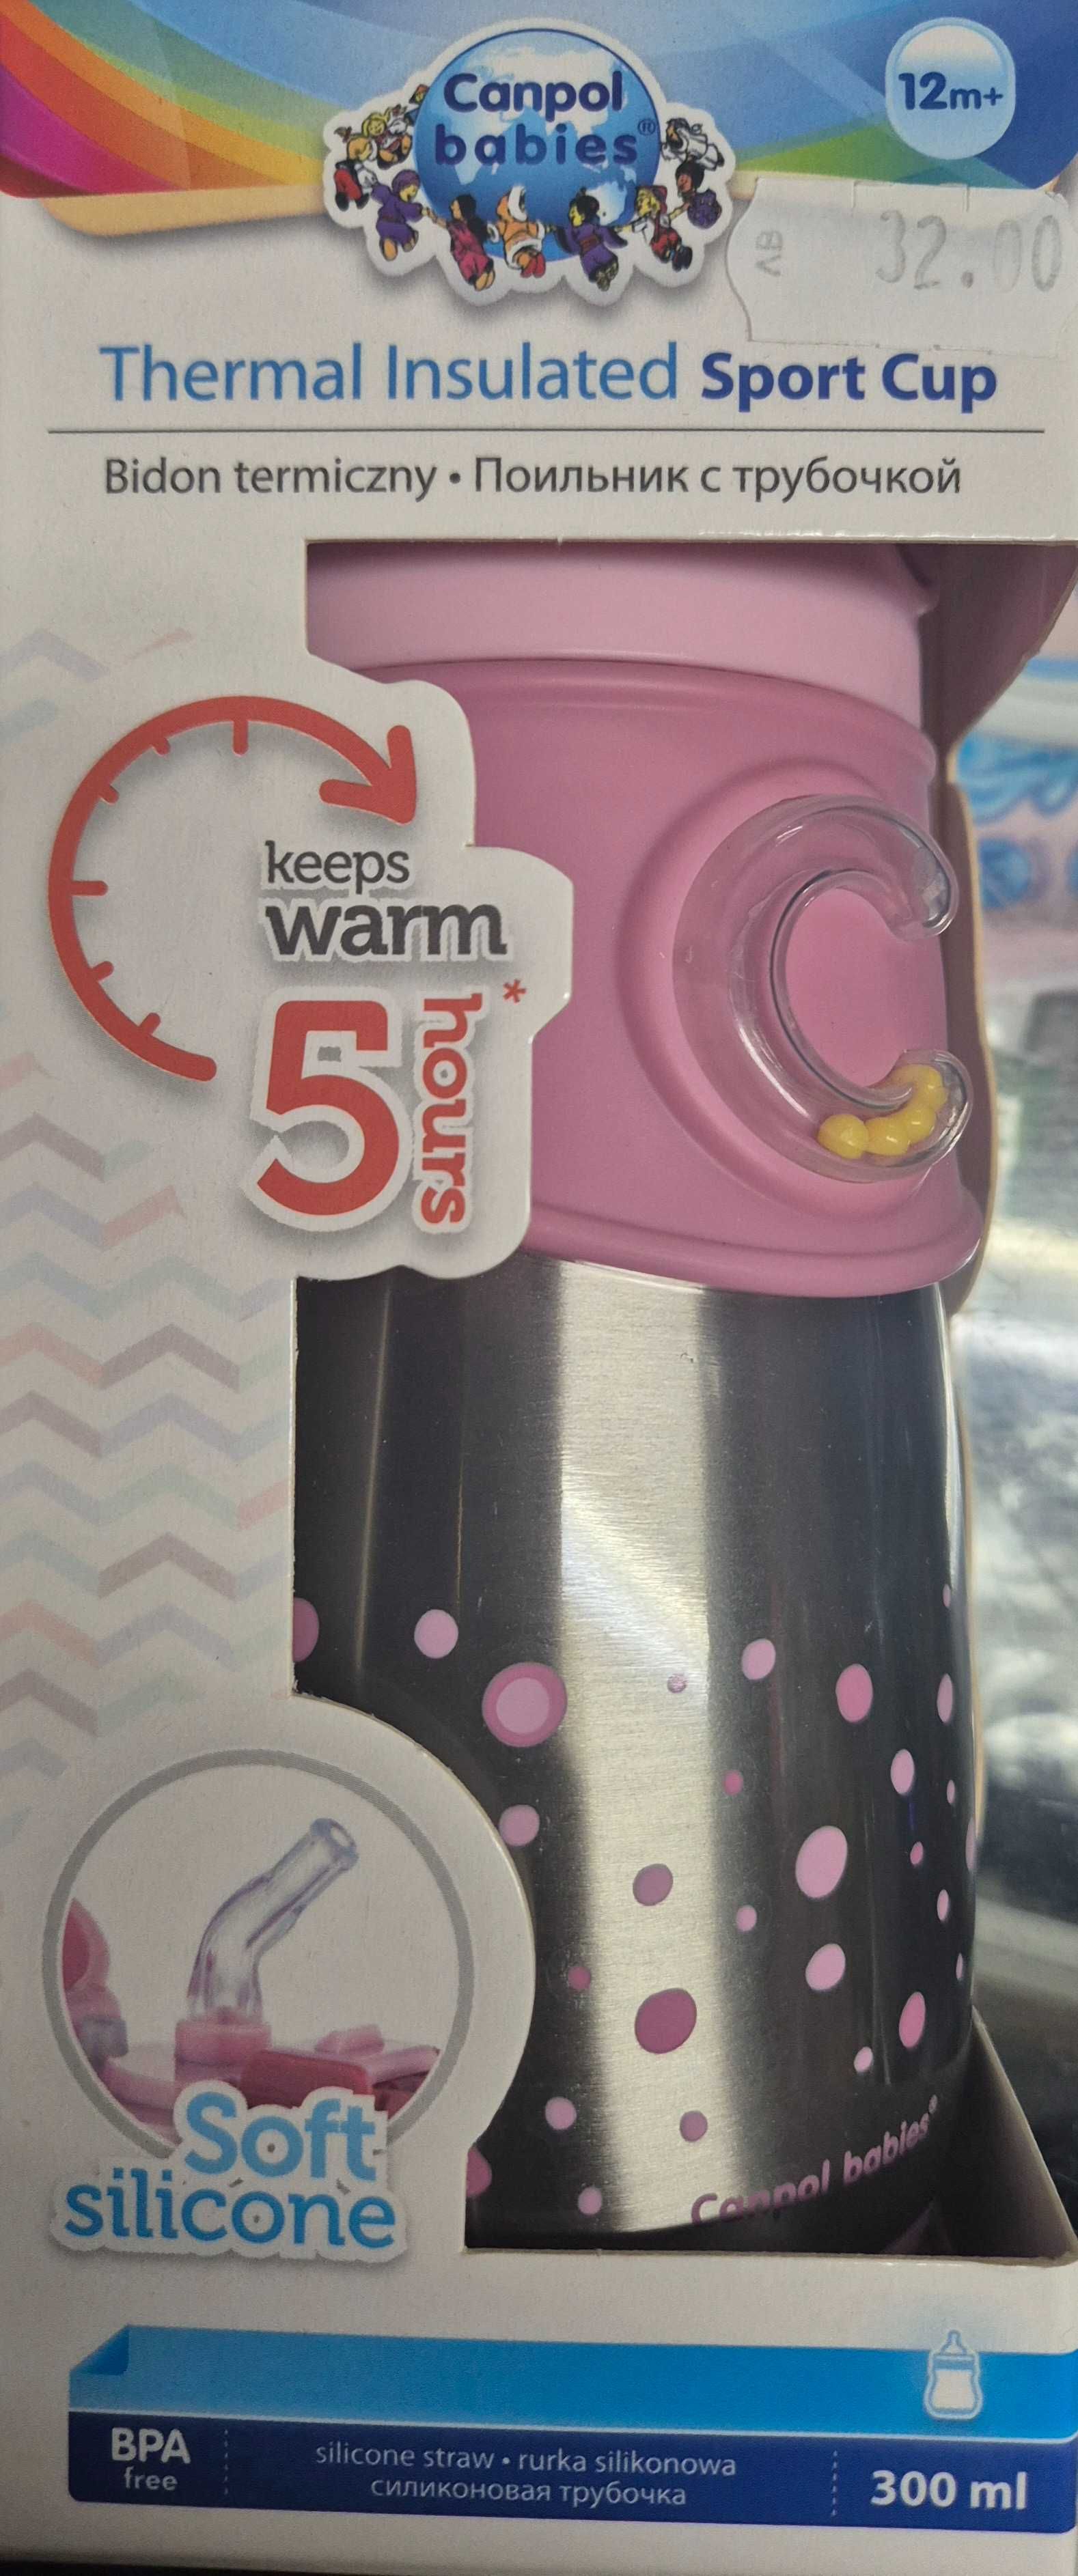 Canpol
babies®
12m+
ЛВ 32.00
Thermal Insulated Sport Cup
Bidon termiczny • Поильник с трубочкой
keeps
warm
5 hours*
Soft
silicone
Canpol babies®
BPA
free
silicone straw • rurka silikonowa
силиконовая трубочка
300 ml